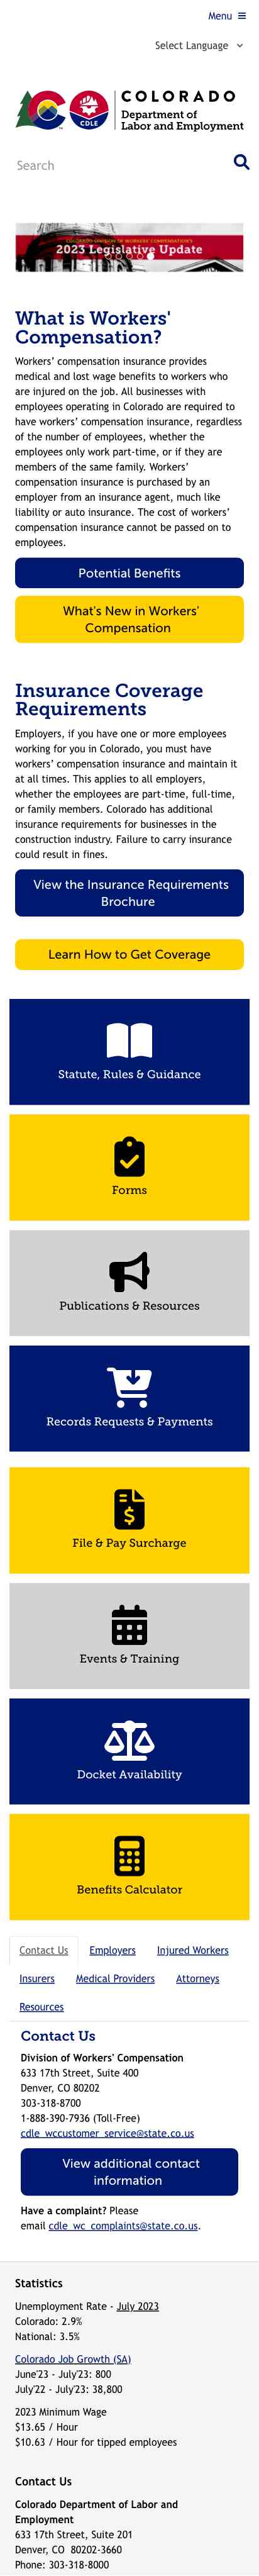 Menu
Select Language
COLORADO
CDLE
Department of
Labor and Employment
Search
2023 Legislative Update
What is Workers'
Compensation?
Workers’ compensation insurance provides
medical and lost wage benefits to workers who
are injured on the job. All businesses with
employees operating in Colorado are required to
have workers’ compensation insurance, regardless
of the number of employees, whether the
employees only work part-time, or if they are
members of the same family. Workers’
compensation insurance is purchased by an
employer from an insurance agent, much like
liability or auto insurance. The cost of workers’
compensation insurance cannot be passed on to
employees.
Potential Benefits
What's New in Workers'
Compensation
Insurance Coverage
Requirements
Employers, if you have one or more employees
working for you in Colorado, you must have
workers’ compensation insurance and maintain it
at all times. This applies to all employers,
whether the employees are part-time, full-time,
or family members. Colorado has additional
insurance requirements for businesses in the
construction industry. Failure to carry insurance
could result in fines.
View the Insurance Requirements
Brochure
Learn How to Get Coverage
Statute, Rules & Guidance
Forms
Publications & Resources
Records Requests & Payments
File & Pay Surcharge
Events & Training
Docket Availability
Benefits Calculator
Contact Us Employers Injured Workers
Insurers Medical Providers Attorneys
Resources
Contact Us
Division of Workers' Compensation
633 17th Street, Suite 400
Denver, CO 80202
303-318-8700
1-888-390-7936 (Toll-Free)
cdle_wccustomer_service@state.co.us
View additional contact
information
Have a complaint? Please
email cdle_wc_complaints@state.co.us.
Statistics
Unemployment Rate - July 2023
Colorado: 2.9%
National: 3.5%
Colorado Job Growth (SA)
June'23 - July'23: 800
July'22 - July'23: 38,800
2023 Minimum Wage
$13.65 / Hour
$10.63 / Hour for tipped employees
Contact Us
Colorado Department of Labor and
Employment
633 17th Street, Suite 201
Denver, CO 80202-3660
Phone: 303-318-8000